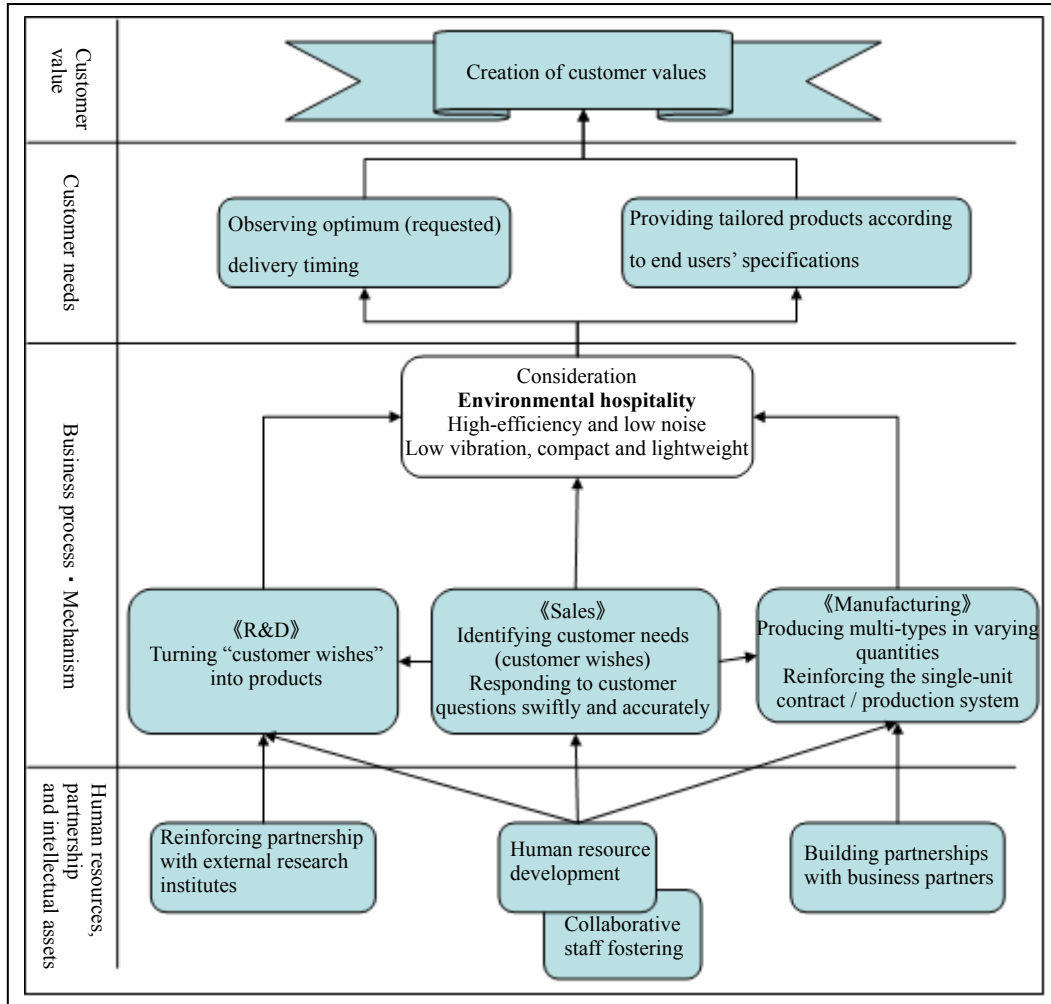 Customer
value
Creation of customer values
Customer needs
Observing optimum (requested)
delivery timing
Providing tailored products according
to end users’ specifications
Business process・Mechanism
Consideration
Environmental hospitality
High-efficiency and low noise
Low vibration, compact and lightweight
《R&D》
Turning “customer wishes”
into products
《Sales》
Identifying customer needs
(customer wishes)
Responding to customer
questions swiftly and accurately
《Manufacturing》
Producing multi-types in varying
quantities
Reinforcing the single-unit
contract / production system
Human resources,
partnership
and intellectual assets
Reinforcing partnership
with external research
institutes
Human resource
development
Collaborative
staff fostering
Building partnerships
with business partners